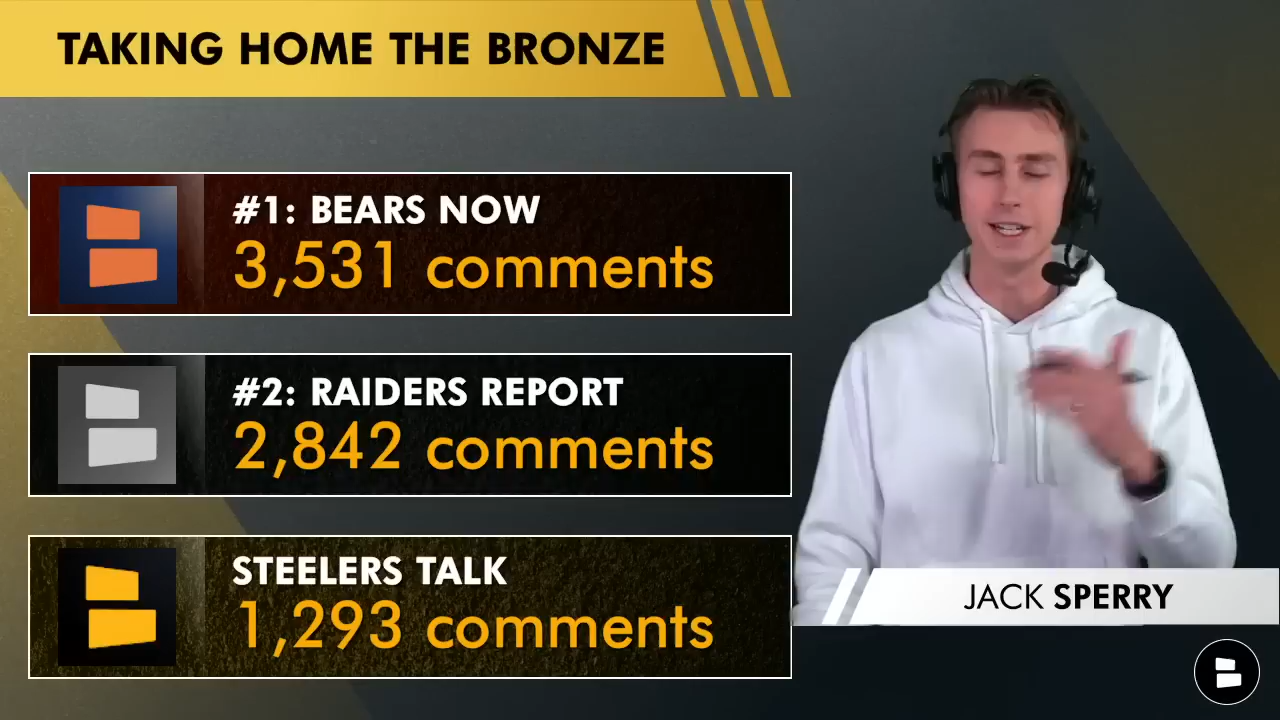 TAKING HOME THE BRONZE
#1: BEARS NOW
3,531 comments
#2: RAIDERS REPORT
2,842 comments
STEELERS TALK
1,293 comments
JACK SPERRY